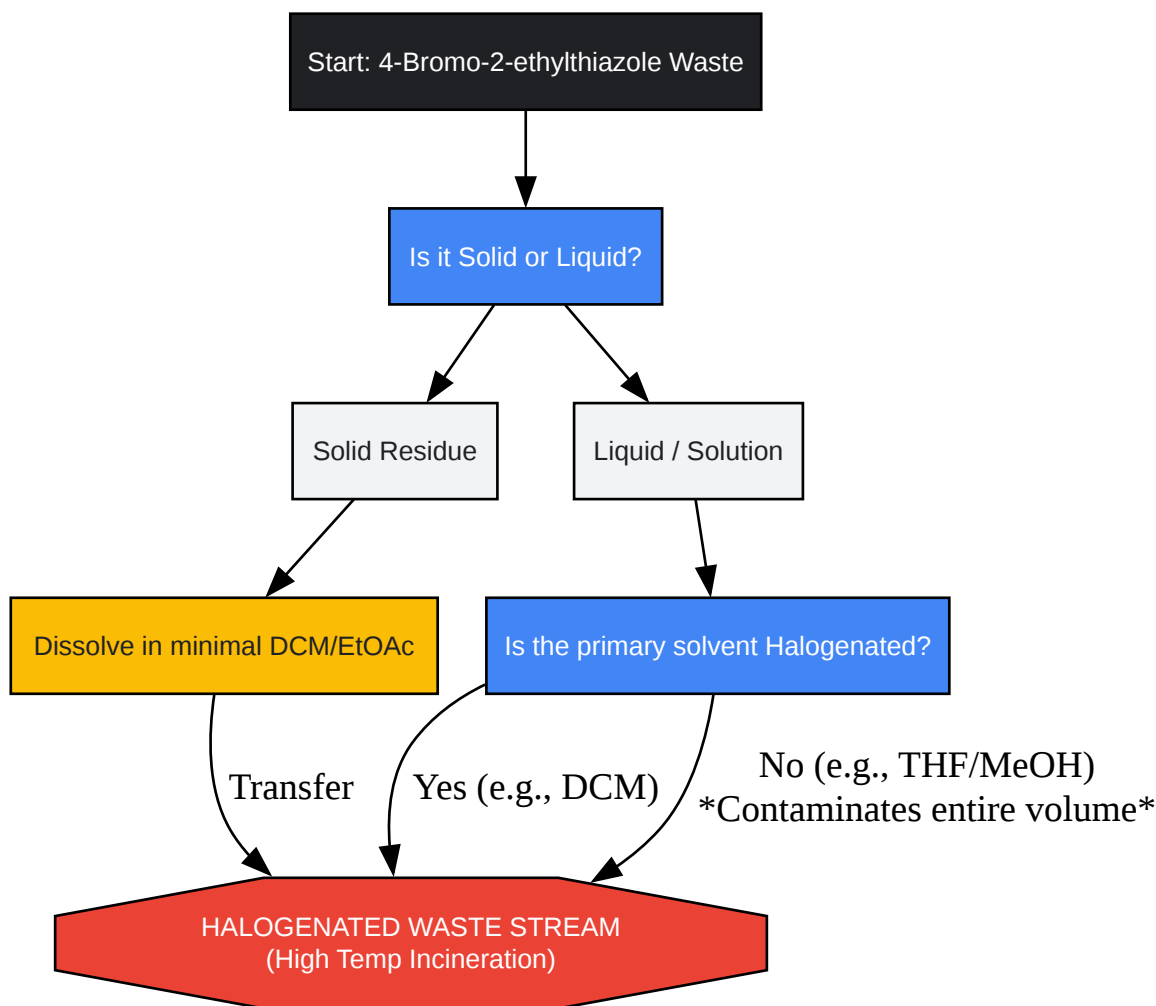 Start: 4-Bromo-2-ethylthiazole Waste
Is it Solid or Liquid?
Solid Residue
Liquid / Solution
Dissolve in minimal DCM/EtOAc
Is the primary solvent Halogenated?
Transfer
Yes (e.g., DCM)
No (e.g., THF/MeOH)
*Contaminates entire volume*
HALOGENATED WASTE STREAM
(High Temp Incineration)